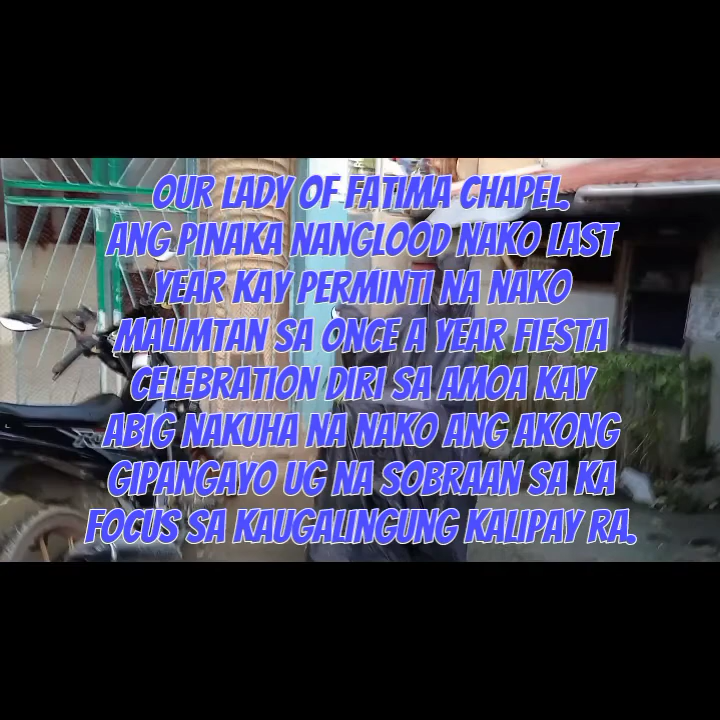 OUR LADY OF FATIMA CHAPEL.
ANG PINAKA NANGLOOD NAKO LAST
YEAR KAY PERMINTI NA NAKO
MALIMTAN SA ONCE A YEAR FIESTA
CELEBRATION DIRI SA AMOA KAY
ABIG NAKUHA NA NAKO ANG AKONG
GIPANGAYO UG NA SOBRAAN SA KA
FOCUS SA KAUGALINGUNG KALIPAY RA.